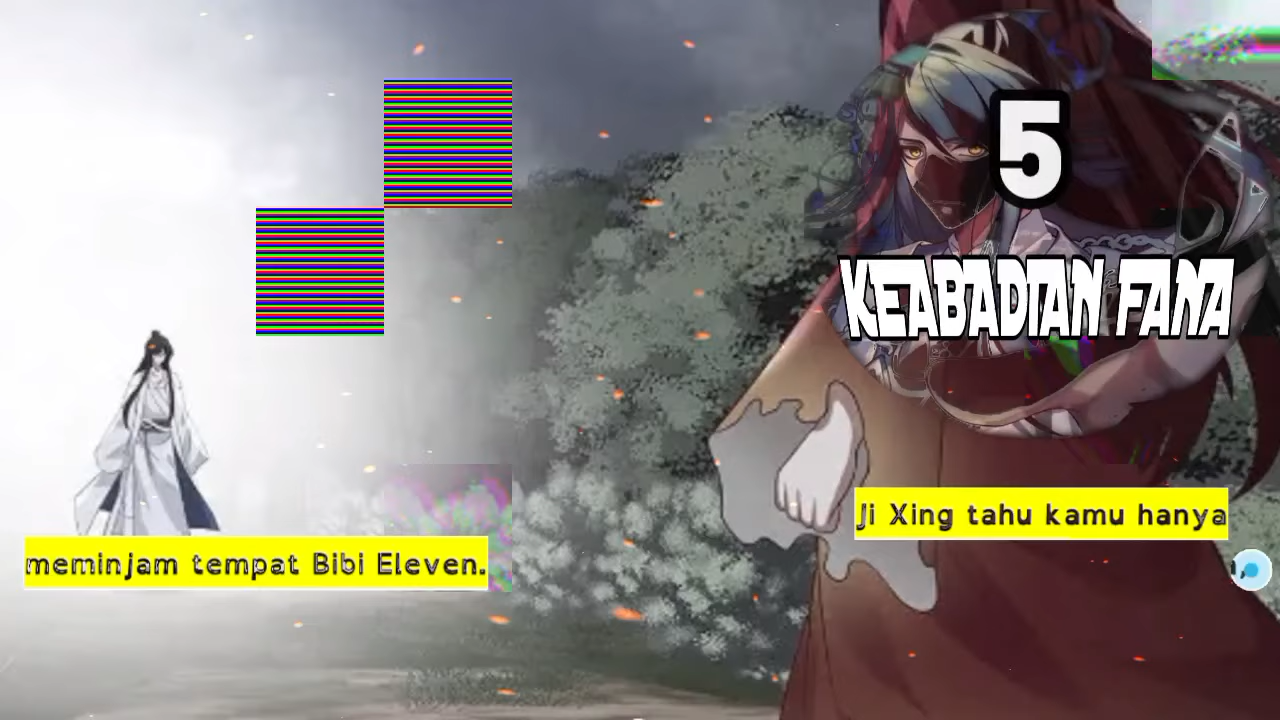 5
KEABADIAN FANA
Ji Xing tahu kamu hanya
meminjam tempat Bibi Eleven.